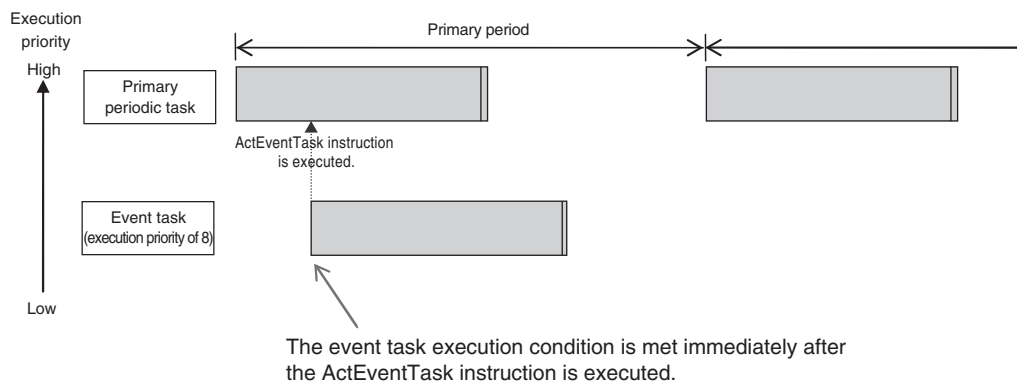 Execution
priority
Primary period
High
Primary
periodic task
ActEventTask instruction
is executed.
Event task
(execution priority of 8)
Low
The event task execution condition is met immediately after
the ActEventTask instruction is executed.